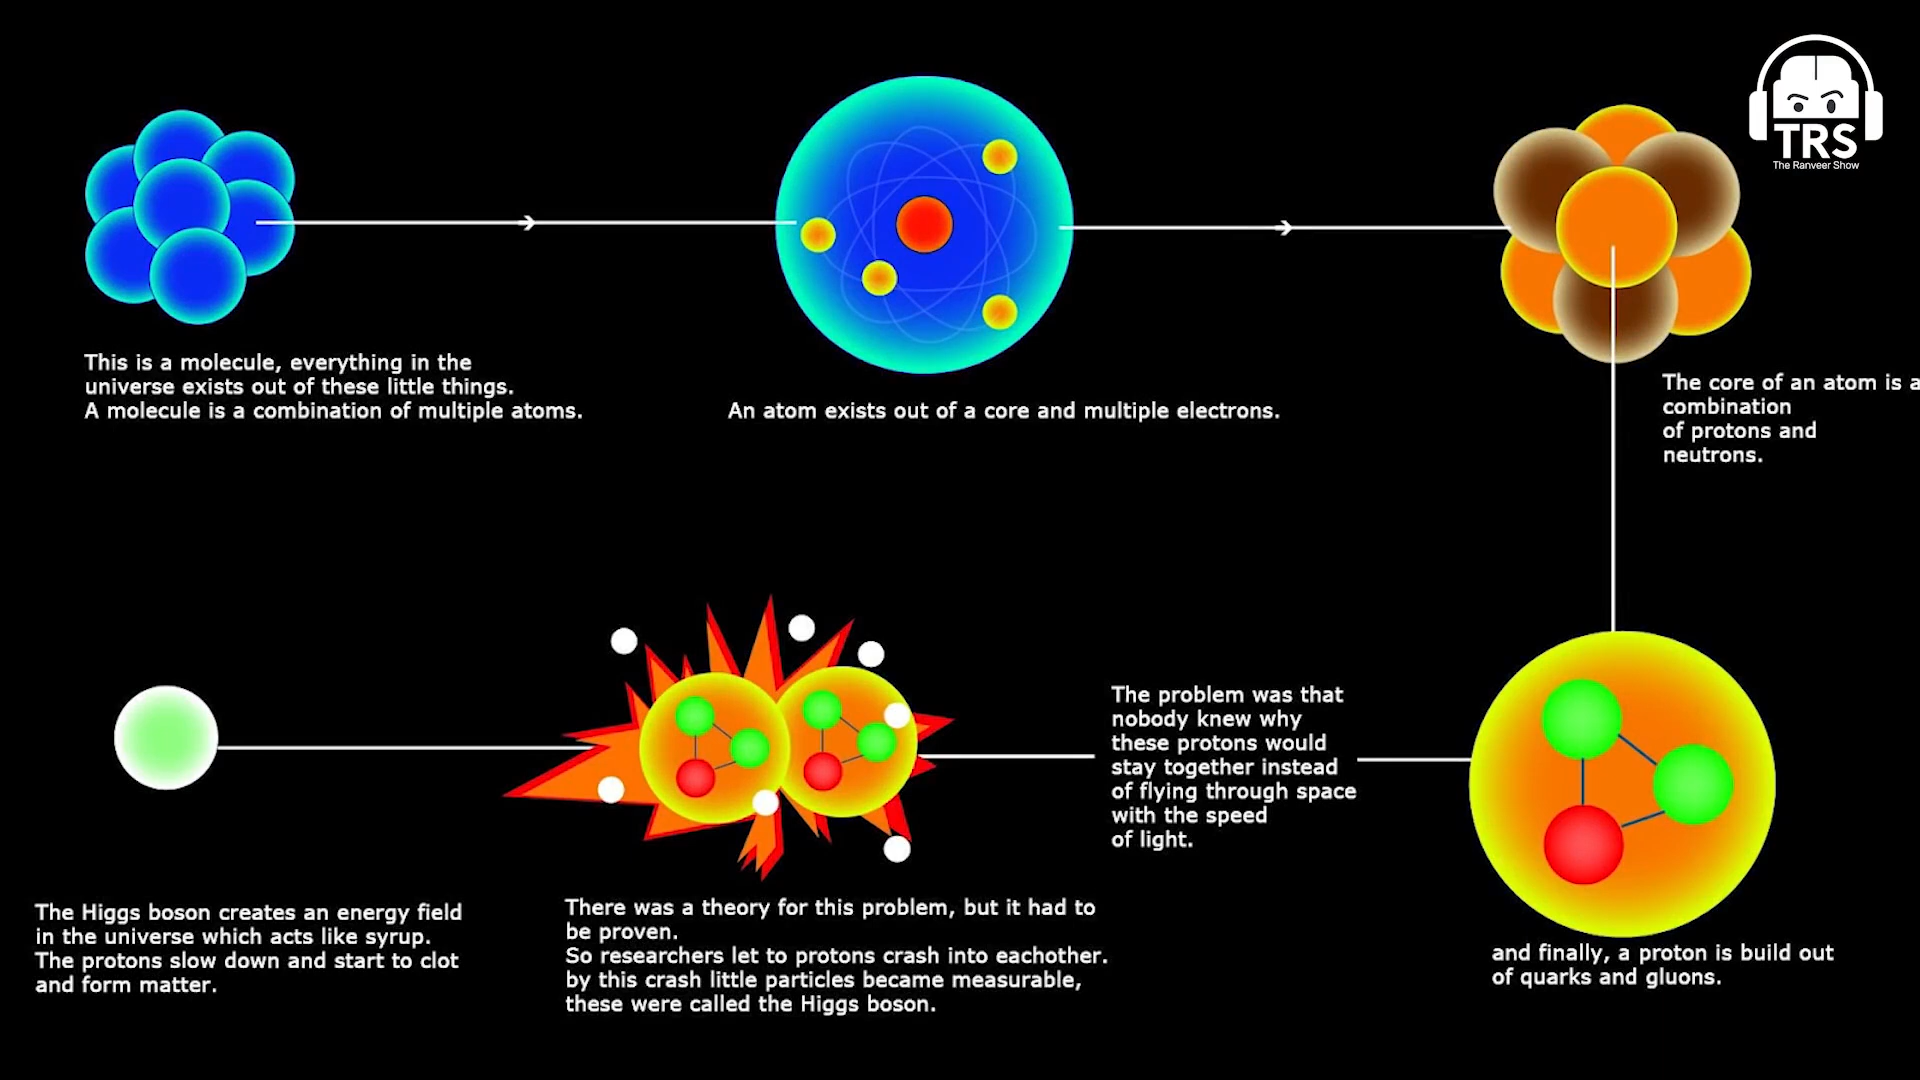 TRS
The Ranveer Show
This is a molecule, everything in the
universe exists out of these little things.
A molecule is a combination of multiple atoms.
An atom exists out of a core and multiple electrons.
The core of an atom is a
combination
of protons and
neutrons.
and finally, a proton is build out
of quarks and gluons.
The problem was that
nobody knew why
these protons would
stay together instead
of flying through space
with the speed
of light.
There was a theory for this problem, but it had to
be proven.
So researchers let to protons crash into eachother.
by this crash little particles became measurable,
these were called the Higgs boson.
The Higgs boson creates an energy field
in the universe which acts like syrup.
The protons slow down and start to clot
and form matter.